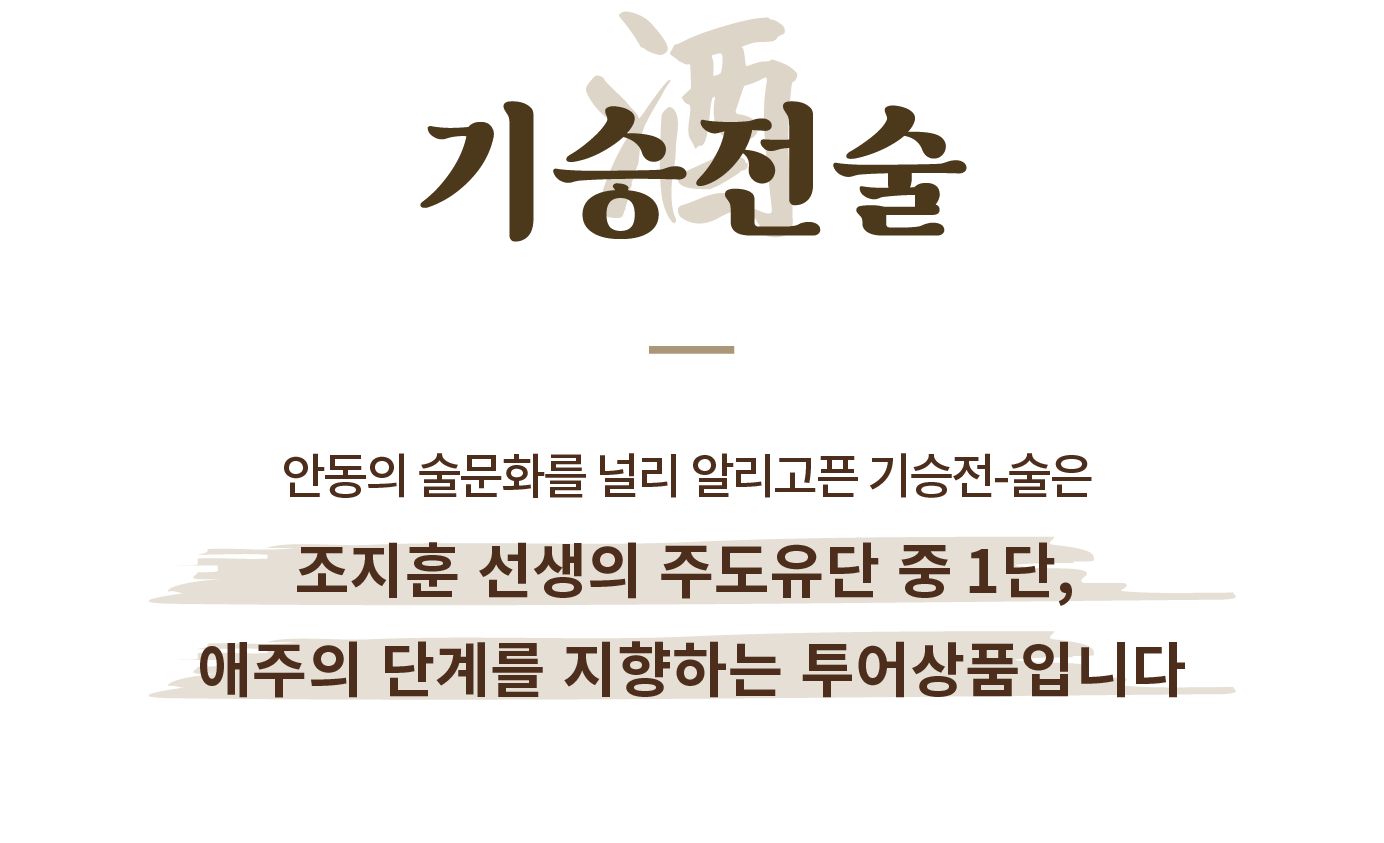 酒
기승전술
안동의 술문화를 널리 알리고픈 기승전-술은
조지훈 선생의 주도유단 중 1단,
애주의 단계를 지향하는 투어상품입니다